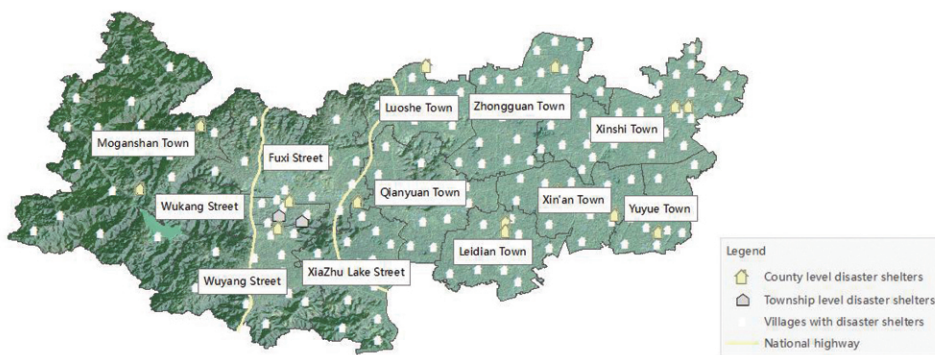 Luoshe Town
Zhongguan Town
Xinshi Town
Moganshan Town
Fuxi Street
Qianyuan Town
Xin'an Town
Wukang Street
Yuyue Town
Leidian Town
Wuyang Street
XiaZhu Lake Street
Legend
County level disaster shelters
Township level disaster shelters
Villages with disaster shelters
National highway